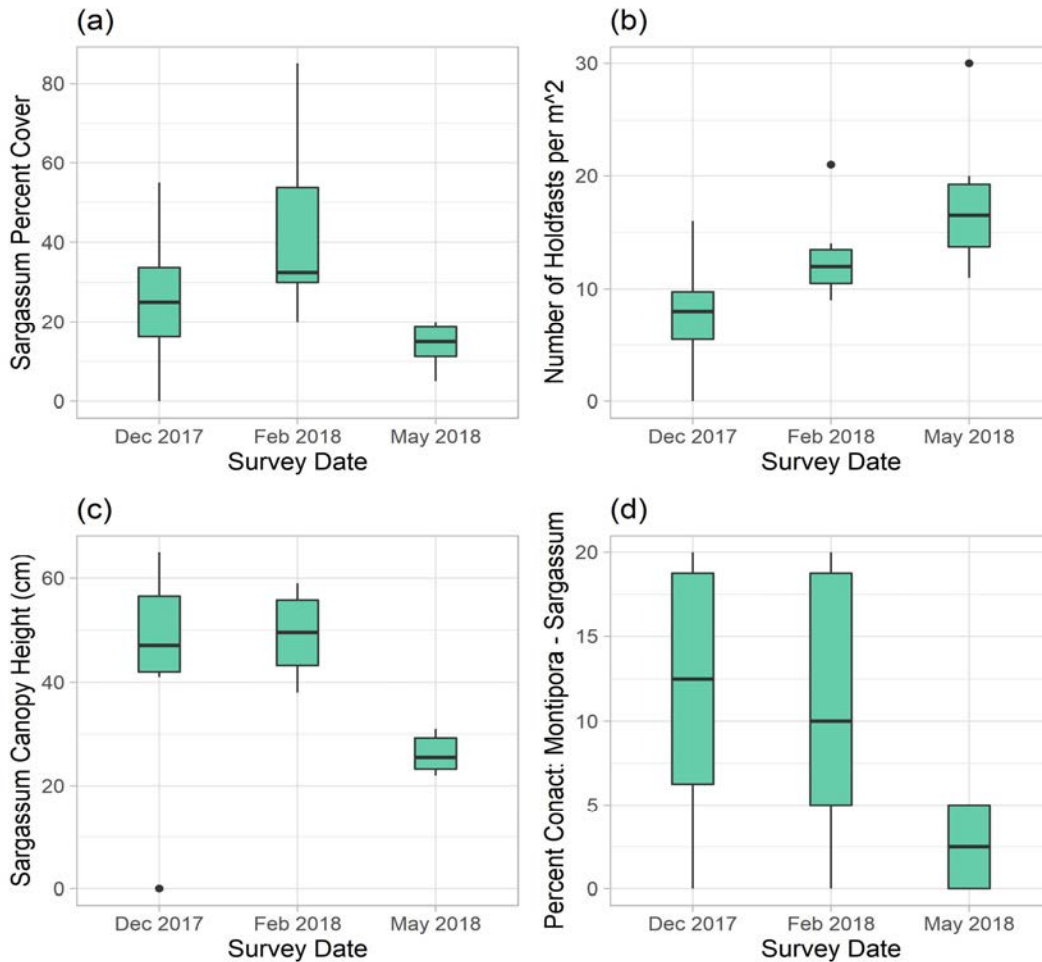 (a)
Sargassum Percent Cover
80
60
40
20
0
Dec 2017 Feb 2018 May 2018
Survey Date
(b)
Number of Holdfasts per m^2
30
20
10
0
Dec 2017 Feb 2018 May 2018
Survey Date
(c)
Sargassum Canopy Height (cm)
60
40
20
0
Dec 2017 Feb 2018 May 2018
Survey Date
(d)
Percent Conact: Montipora - Sargassum
20
15
10
5
0
Dec 2017 Feb 2018 May 2018
Survey Date